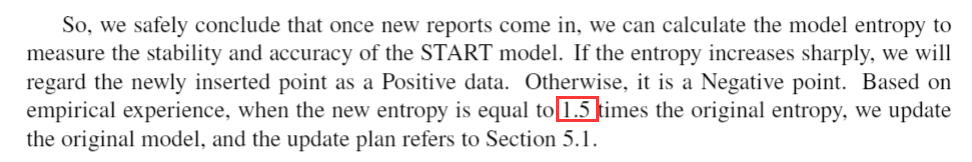 So, we safely conclude that once new reports come in, we can calculate the model entropy to
measure the stability and accuracy of the START model. If the entropy increases sharply, we will
regard the newly inserted point as a Positive data. Otherwise, it is a Negative point. Based on
empirical experience, when the new entropy is equal to 1.5 times the original entropy, we update
the original model, and the update plan refers to Section 5.1.